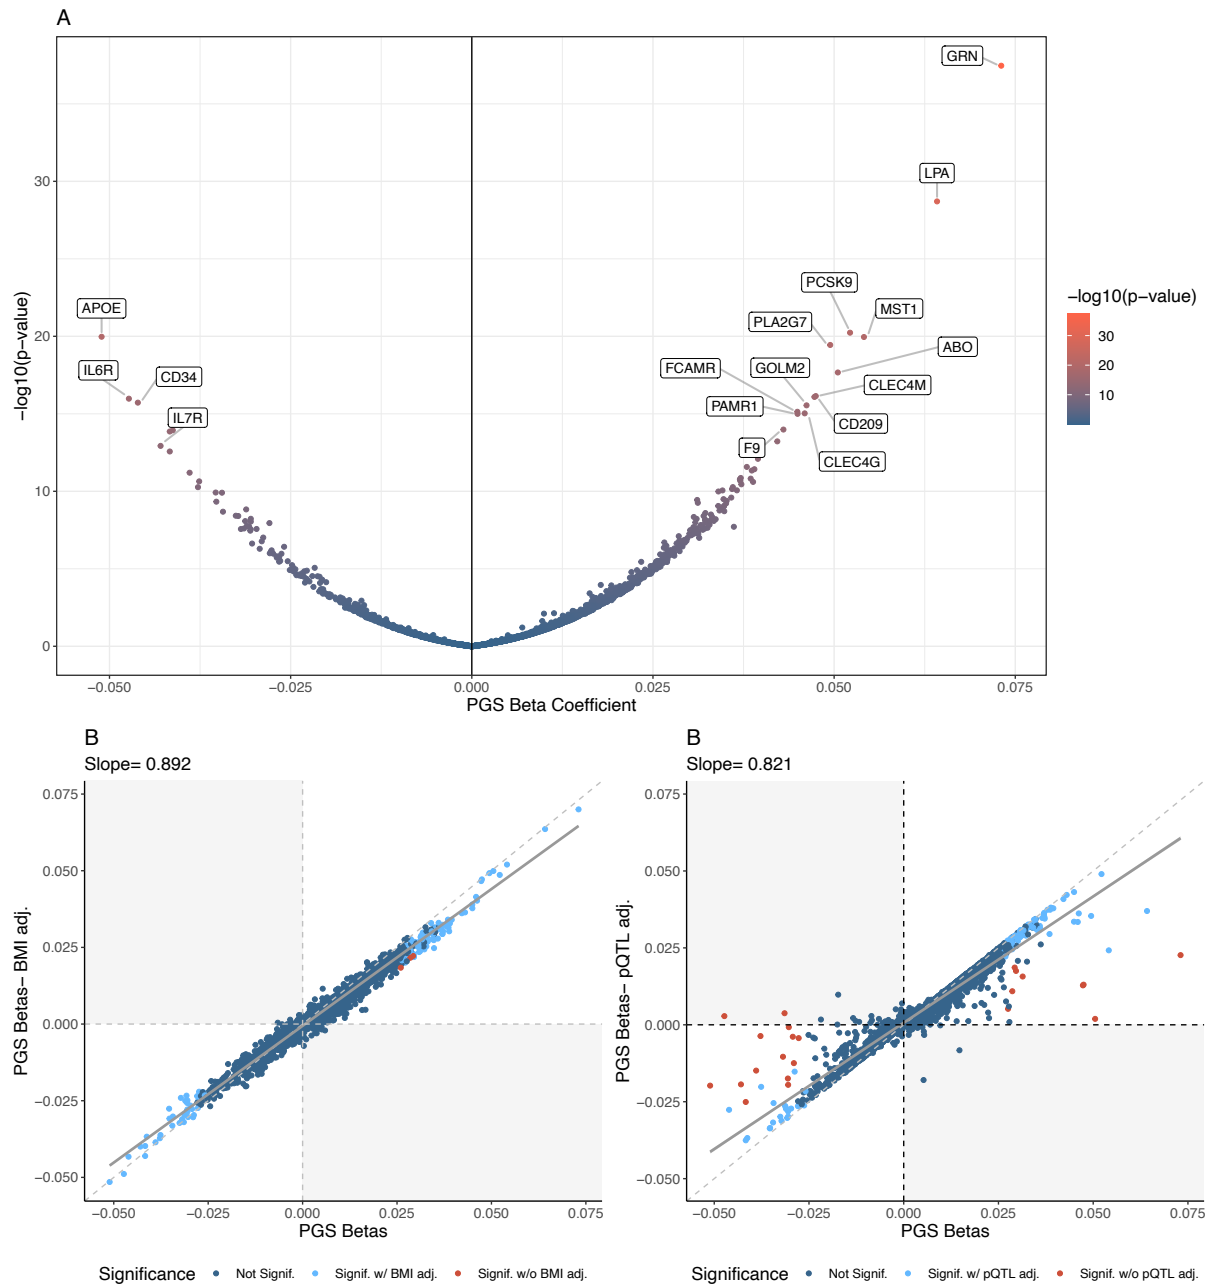 A
GRN
LPA
30
PCSK9
−log10(p−value)
APOE
MST1
PLA2G7
30
20
ABO
20
IL6R
FCAMR
GOLM2
CD34
CLEC4M
10
PAMR1
IL7R
CD209
F9
CLEC4G
−log10(p−value)
10
0
−0.050
−0.025
0.000
0.025
0.050
0.075
PGS Beta Coefficient
B
Slope= 0.892
0.075
0.050
0.025
0.000
−0.025
−0.050
PGS Betas− BMI adj.
−0.050
−0.025
0.000
0.025
0.050
0.075
PGS Betas
Significance
Not Signif.
Signif. w/ BMI adj.
Signif. w/o BMI adj.
B
Slope= 0.821
0.075
0.050
0.025
0.000
−0.025
−0.050
PGS Betas− pQTL adj.
−0.050
−0.025
0.000
0.025
0.050
0.075
PGS Betas
Significance
Not Signif.
Signif. w/ pQTL adj.
Signif. w/o pQTL adj.